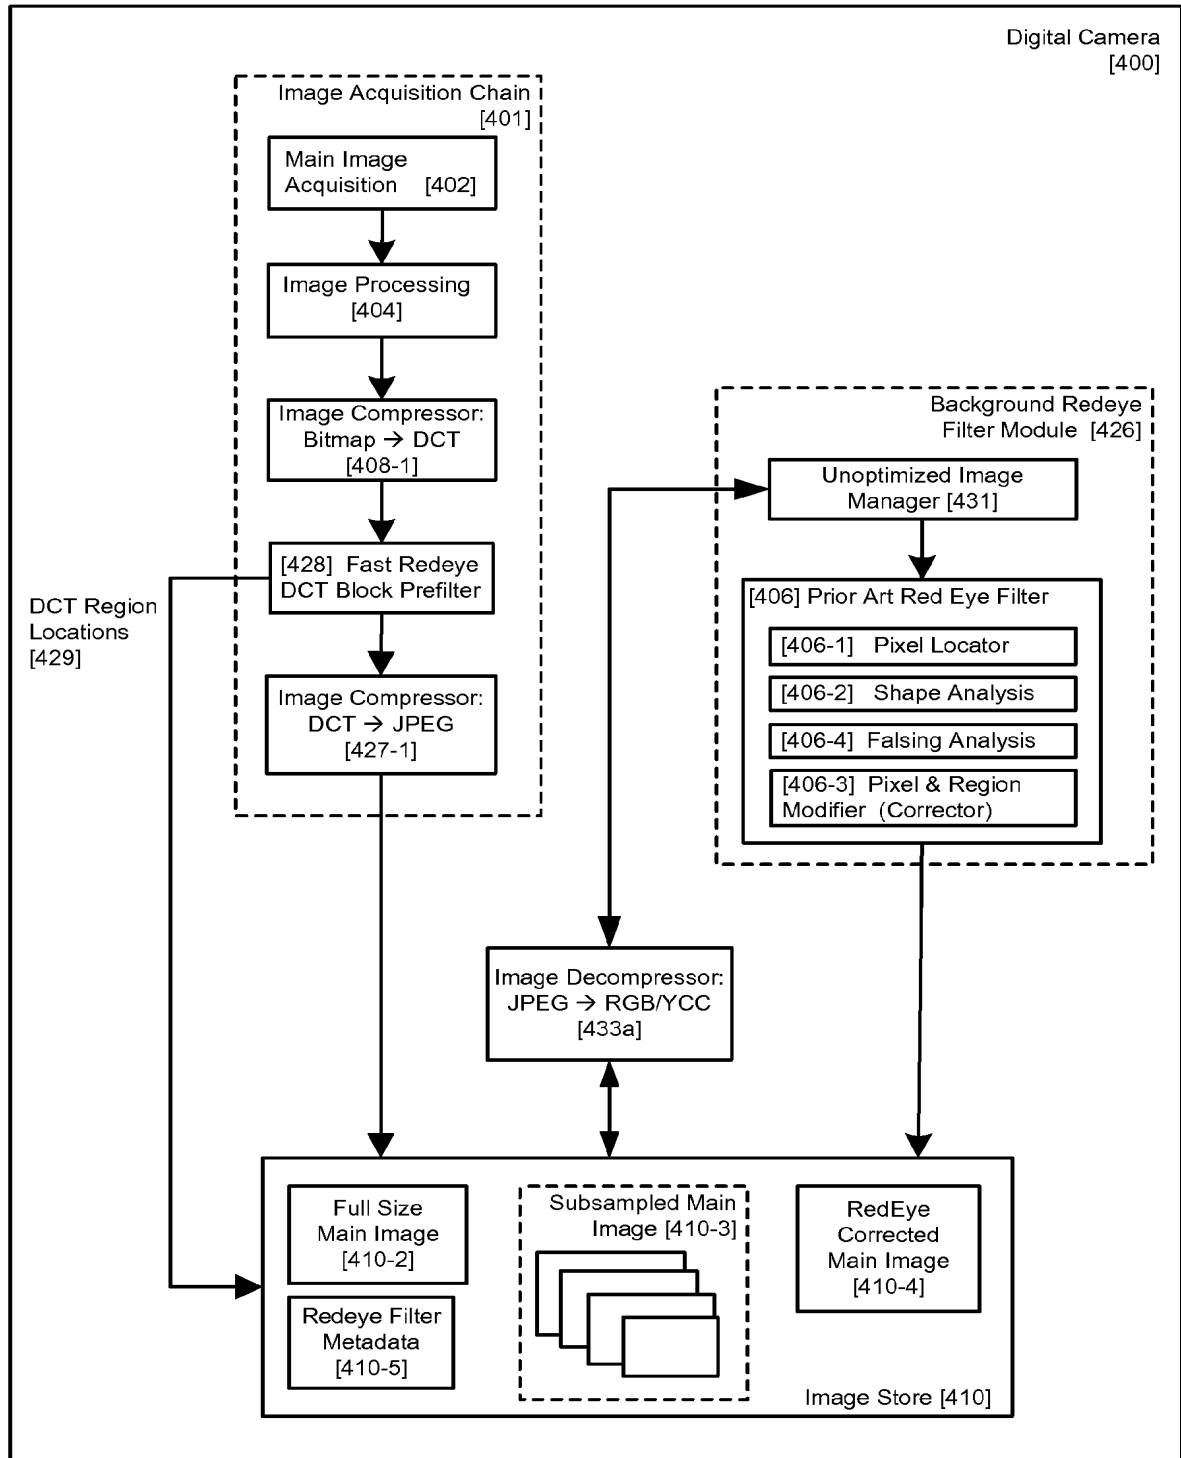 Digital Camera
[400]
Image Acquisition Chain
[401]
Main Image
Acquisition [402]
Image Processing
[404]
Image Compressor:
Bitmap → DCT
[408-1]
[428] Fast Redeye
DCT Block Prefilter
DCT Region
Locations
[429]
Image Compressor:
DCT → JPEG
[427-1]
Background Redeye
Filter Module [426]
Unoptimized Image
Manager [431]
[406] Prior Art Red Eye Filter
[406-1] Pixel Locator
[406-2] Shape Analysis
[406-4] Falsing Analysis
[406-3] Pixel & Region
Modifier (Corrector)
Image Decompressor:
JPEG → RGB/YCC
[433a]
Full Size
Main Image
[410-2]
Redeye Filter
Metadata
[410-5]
Subsampled Main
Image [410-3]
RedEye
Corrected
Main Image
[410-4]
Image Store [410]